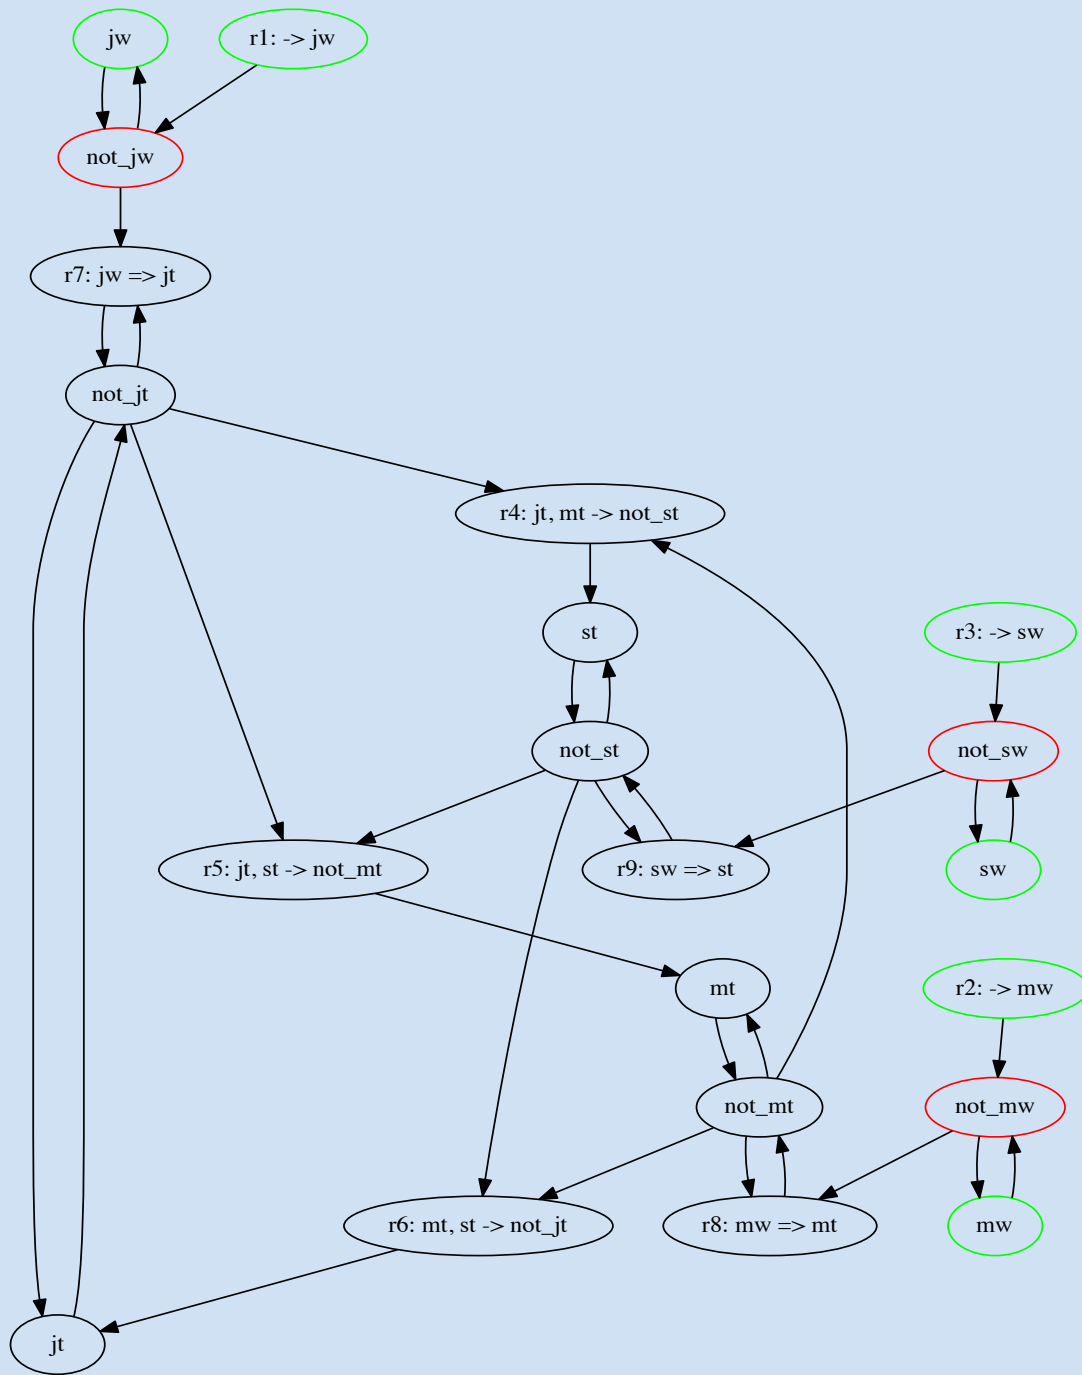 jw
r1: -> jw
not_jw
r7: jw => jt
not_jt
r4: jt, mt -> not_st
st
r3: -> sw
not_st
not_sw
r5: jt, st -> not_mt
r9: sw => st
sw
mt
r2: -> mw
not_mt
not_mw
r6: mt, st -> not_jt
r8: mw => mt
mw
jt